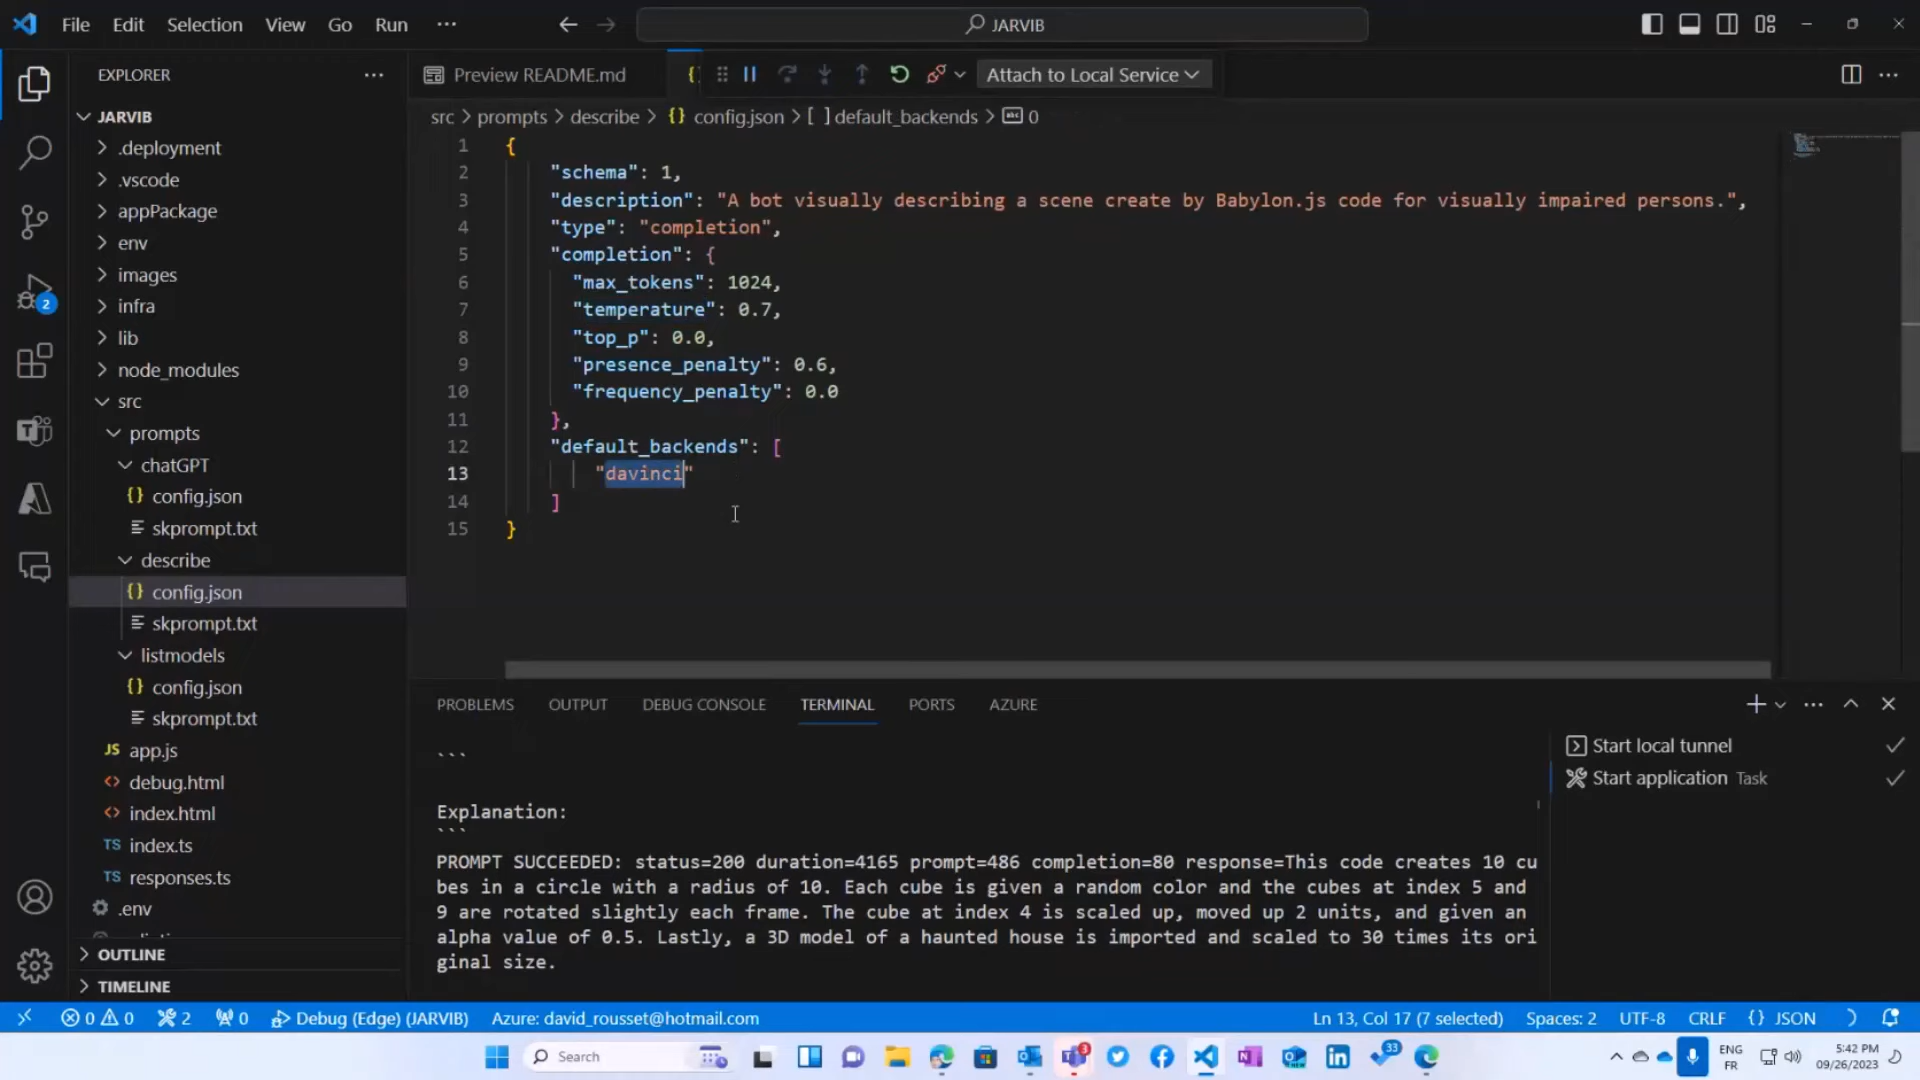 File Edit Selection View Go Run ···
JARVIB
EXPLORER
Preview README.md
Attach to Local Service
JARVIB
src > prompts > describe > {} config.json > [ ] default_backends > abc 0
.deployment
.vscode
appPackage
env
images
infra
lib
node_modules
src
prompts
chatGPT
{} config.json
skprompt.txt
describe
{} config.json
skprompt.txt
listmodels
{} config.json
skprompt.txt
JS app.js
<> debug.html
<> index.html
TS index.ts
TS responses.ts
.env
OUTLINE
TIMELINE
2
1 {
2 "schema": 1,
3 "description": "A bot visually describing a scene create by Babylon.js code for visually impaired persons.",
4 "type": "completion",
5 "completion": {
6 "max_tokens": 1024,
7 "temperature": 0.7,
8 "top_p": 0.0,
9 "presence_penalty": 0.6,
10 "frequency_penalty": 0.0
11 },
12 "default_backends": [
13 "davinci"
14 ]
15 }
PROBLEMS OUTPUT DEBUG CONSOLE TERMINAL PORTS AZURE
```
Explanation:
```
PROMPT SUCCEEDED: status=200 duration=4165 prompt=486 completion=80 response=This code creates 10 cu
bes in a circle with a radius of 10. Each cube is given a random color and the cubes at index 5 and
9 are rotated slightly each frame. The cube at index 4 is scaled up, moved up 2 units, and given an
alpha value of 0.5. Lastly, a 3D model of a haunted house is imported and scaled to 30 times its ori
ginal size.
Start local tunnel
Start application Task
0 0 2 0 Debug (Edge) (JARVIB) Azure: david_rousset@hotmail.com Ln 13, Col 17 (7 selected) Spaces: 2 UTF-8 CRLF {} JSON
Search
3
33
ENG
FR
5:42 PM
09/26/2023